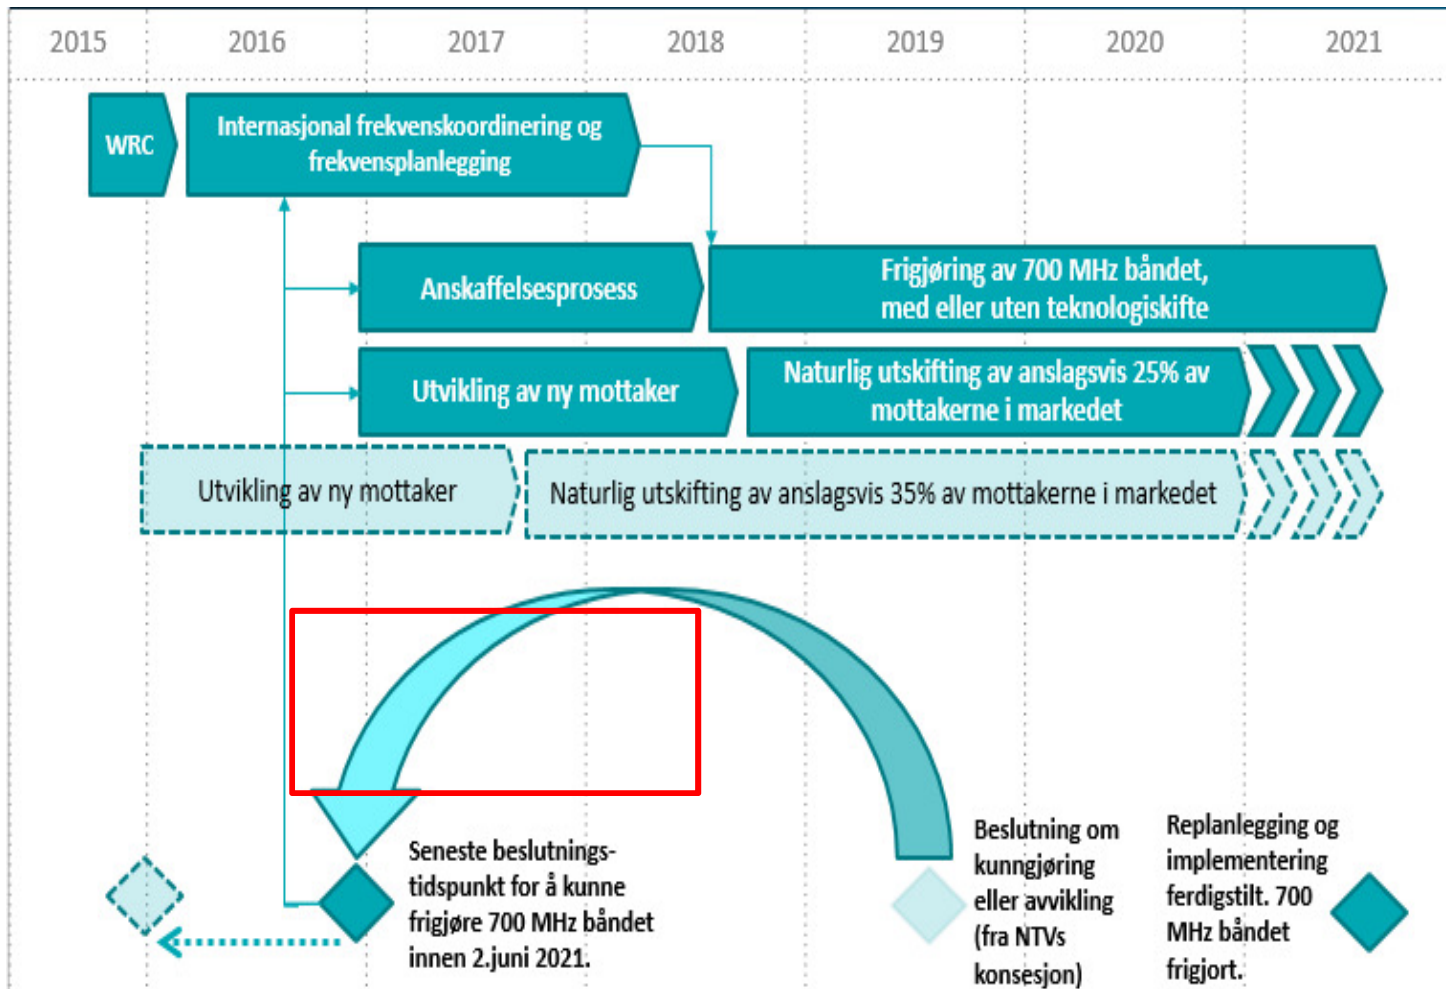 2015 2016 2017 2018 2019 2020 2021
WRC
Internasjonal frekvenskoordinering og
frekvensplanlegging
Anskaffelsesprosess
Frigjøring av 700 MHz båndet,
med eller uten teknologiskifte
Utvikling av ny mottaker
Naturlig utskifting av anslagsvis 25% av
mottakerne i markedet
Utvikling av ny mottaker
Naturlig utskifting av anslagsvis 35% av mottakerne i markedet
Seneste beslutnings-
tidspunkt for å kunne
frigjøre 700 MHz båndet
innen 2.juni 2021.
Beslutning om
kunngjøring
eller avvikling
(fra NTVs
konsesjon)
Replanlegging og
implementering
ferdigstilt. 700
MHz båndet
frigjort.